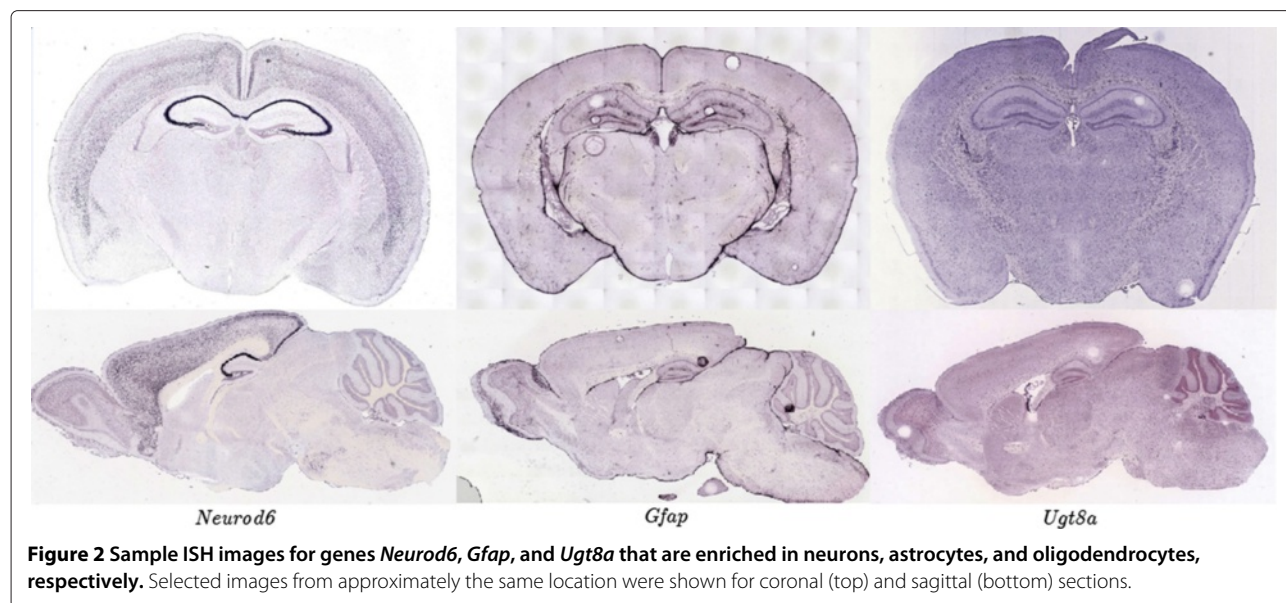 Neurod6 Gfap Ugt8a
Figure 2 Sample ISH images for genes Neurod6, Gfap, and Ugt8a that are enriched in neurons, astrocytes, and oligodendrocytes,
respectively. Selected images from approximately the same location were shown for coronal (top) and sagittal (bottom) sections.